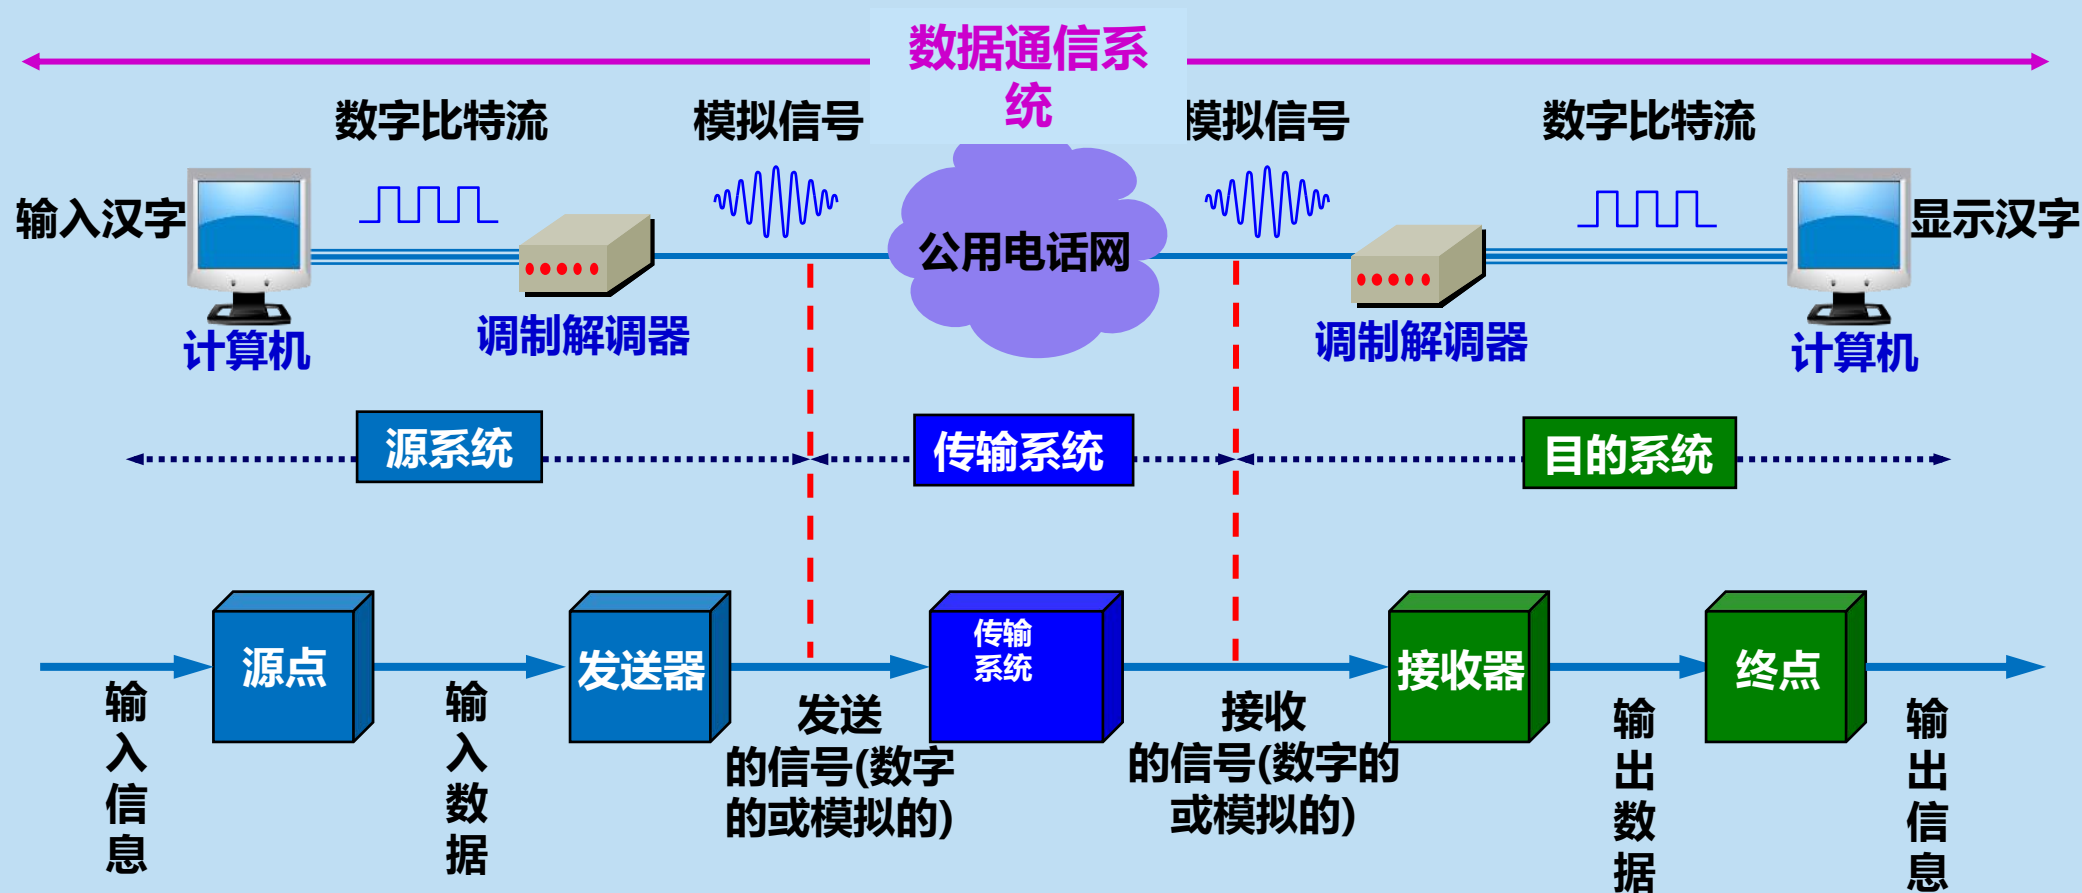 数据通信系
统
数字比特流
模拟信号
模拟信号
数字比特流
输入汉字
公用电话网
显示汉字
计算机
调制解调器
调制解调器
计算机
源系统
传输系统
目的系统
源点
发送器
传输
系统
接收器
终点
输
入
信
息
输
入
数
据
发送
的信号(数字
的或模拟的)
接收
的信号(数字的
或模拟的)
输
出
数
据
输
出
信
息